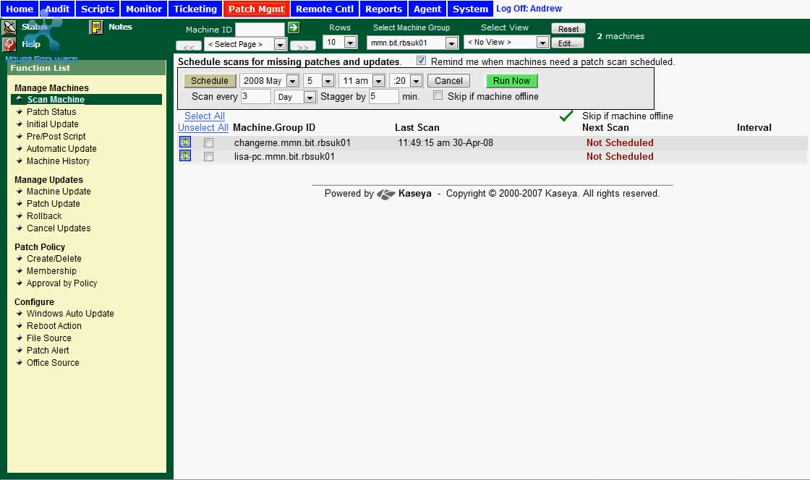 Home Audit Scripts Monitor Ticketing Patch Mgmt Remote Cntl Reports Agent System Log Off: Andrew
Status Notes
Help
Machine ID Rows Select Machine Group Select View Reset
<< < Select Page > >> 10 mmn.bit.rbsuk01 < No View > Edit... 2 machines
Function List
Manage Machines
Scan Machine
Patch Status
Initial Update
Pre/Post Script
Automatic Update
Machine History
Manage Updates
Machine Update
Patch Update
Rollback
Cancel Updates
Patch Policy
Create/Delete
Membership
Approval by Policy
Configure
Windows Auto Update
Reboot Action
File Source
Patch Alert
Office Source
Schedule scans for missing patches and updates. Remind me when machines need a patch scan scheduled.
Schedule 2008 May 5 11 am :20 Cancel Run Now
Scan every 3 Day Stagger by 5 min. Skip if machine offline
Select All Skip if machine offline
Unselect All Machine.Group ID Last Scan Next Scan Interval
changeme.mmn.bit.rbsuk01 11:49:15 am 30-Apr-08 Not Scheduled
lisa-pc.mmn.bit.rbsuk01 Not Scheduled
Powered by Kaseya - Copyright © 2000-2007 Kaseya. All rights reserved.